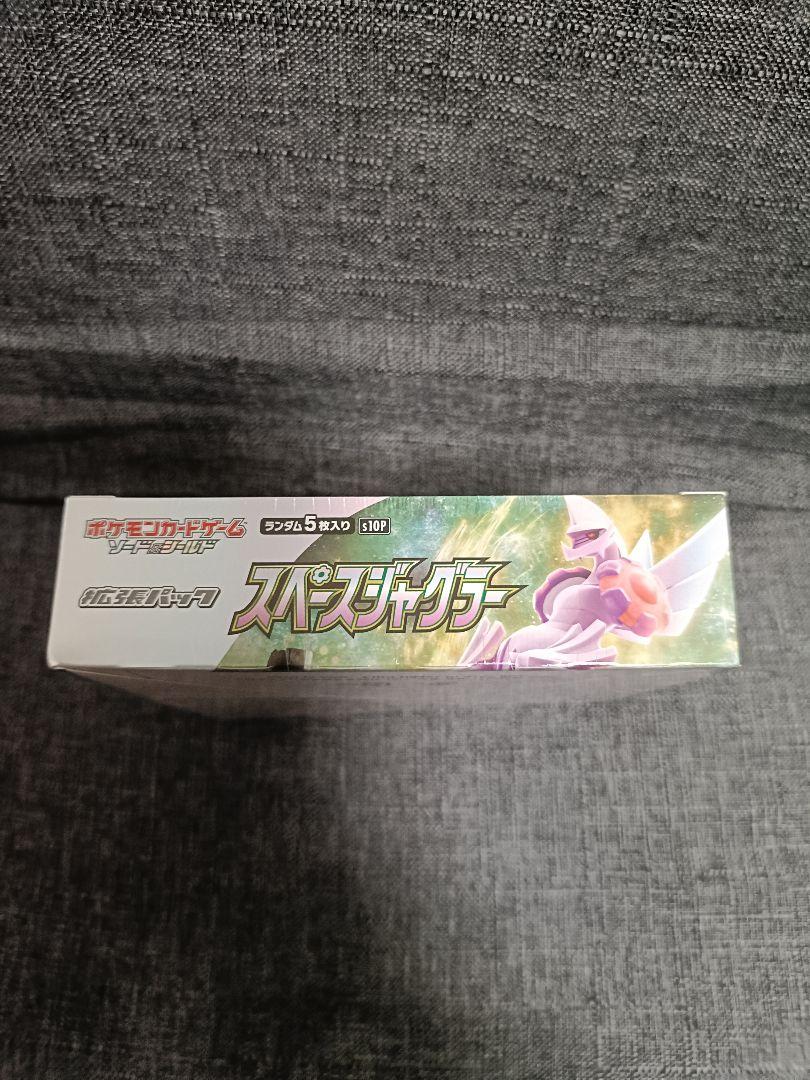 ポケモンカードゲーム
ソード&シールド
ランダム5枚入り s10P
拡張パック
スペースジャグラー